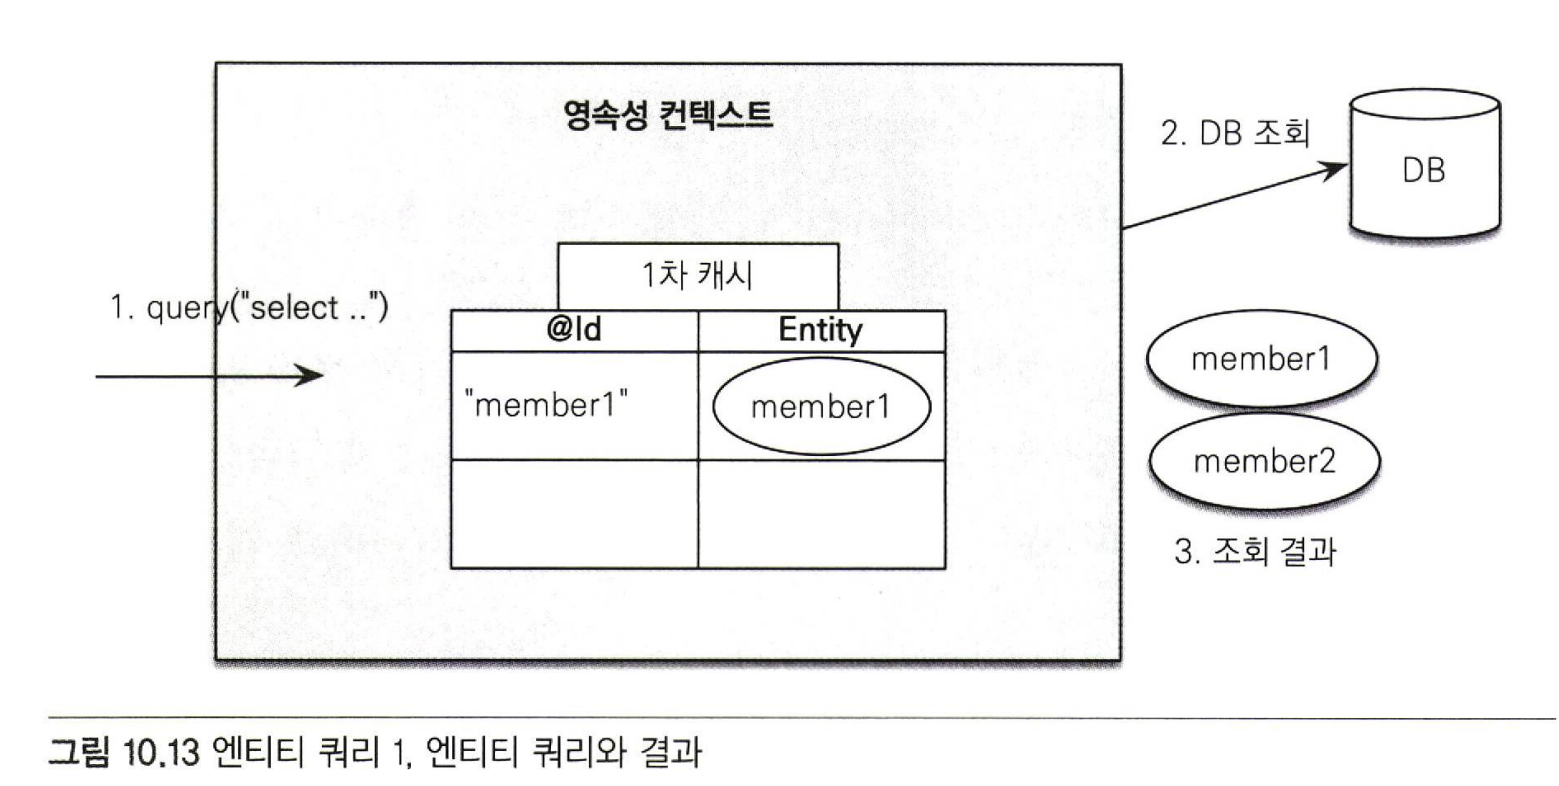 영속성 컨텍스트
2. DB 조회
DB
1차 캐시
1. query("select ..")
@Id
Entity
"member1"
member1
member1
member2
3. 조회 결과
그림 10.13 엔티티 쿼리 1, 엔티티 쿼리와 결과